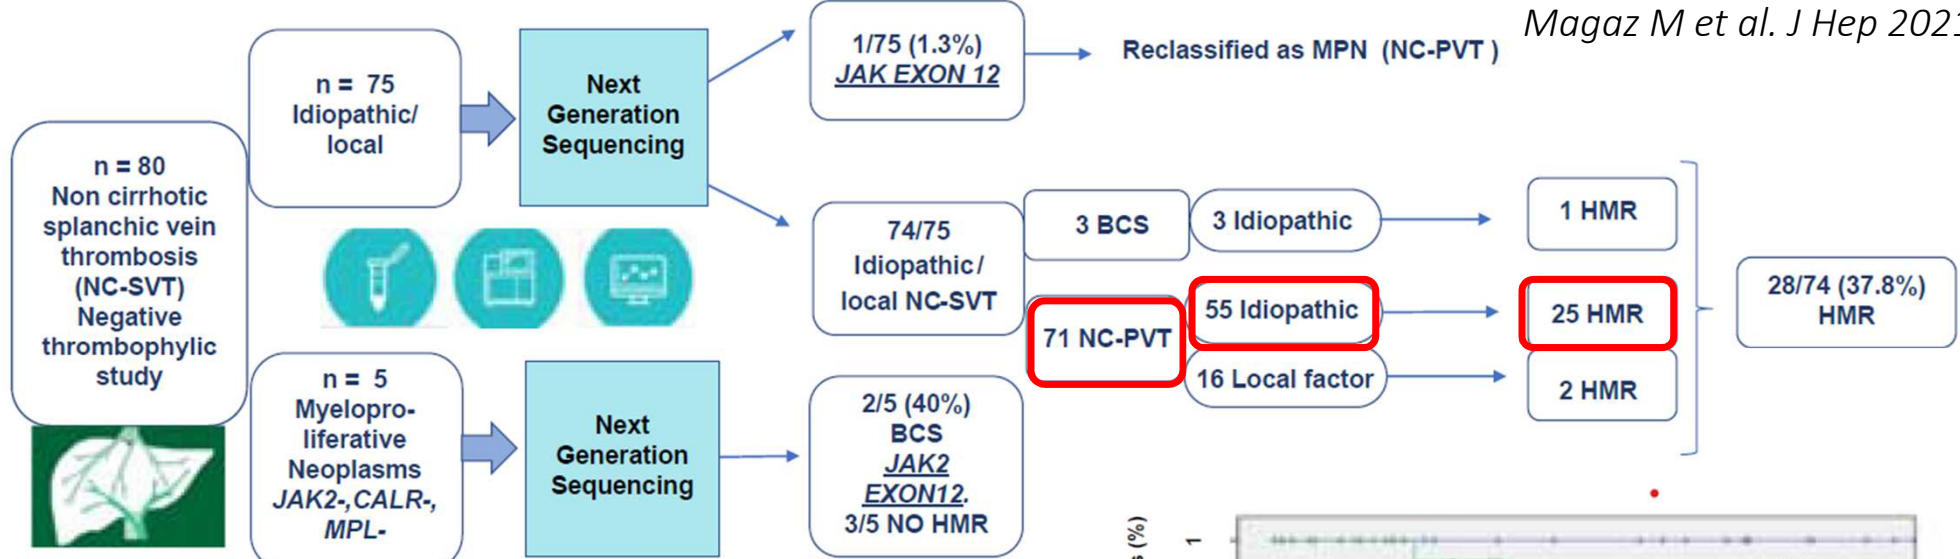 Magaz M et al. J Hep 2021
n = 80
Non cirrhotic
splanchic vein
thrombosis
(NC-SVT)
Negative
thrombophylic
study
n = 75
Idiopathic/
local
Next
Generation
Sequencing
1/75 (1.3%)
JAK EXON 12
Reclassified as MPN (NC-PVT )
74/75
Idiopathic/
local NC-SVT
3 BCS
3 Idiopathic
1 HMR
71 NC-PVT
55 Idiopathic
25 HMR
16 Local factor
2 HMR
28/74 (37.8%)
HMR
n = 5
Myelopro-
liferative
Neoplasms
JAK2-,CALR-,
MPL-
Next
Generation
Sequencing
2/5 (40%)
BCS
JAK2
EXON12.
3/5 NO HMR
(%)
1